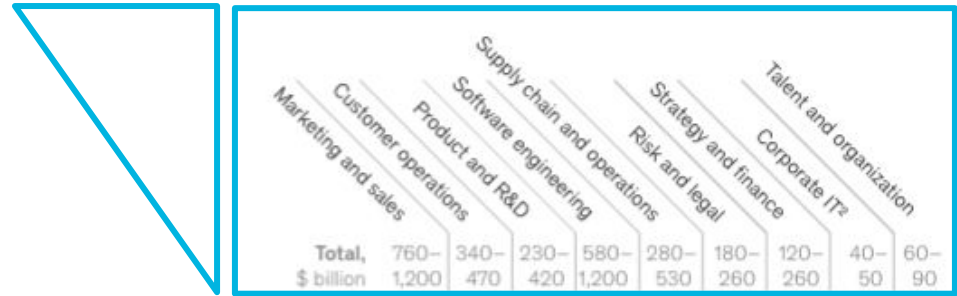 Marketing and sales
Customer operations
Product and R&D
Software engineering
Supply chain and operations
Risk and legal
Strategy and finance
Corporate IT²
Talent and organization
Total, 760– 340– 230– 580– 280– 180– 120– 40– 60–
$ billion 1,200 470 420 1,200 530 260 260 50 90